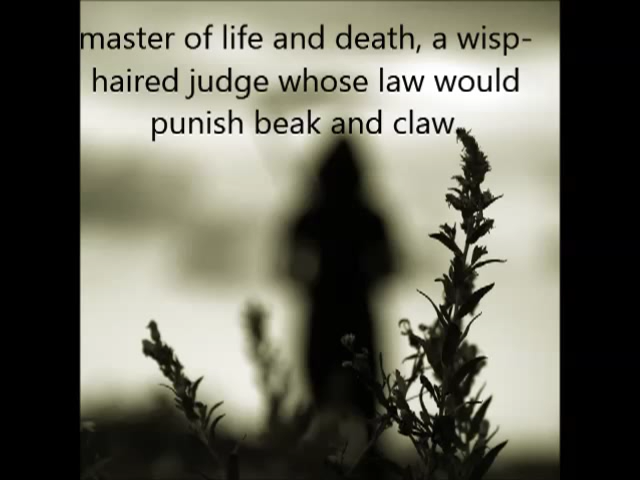 master of life and death, a wisp-
haired judge whose law would
punish beak and claw